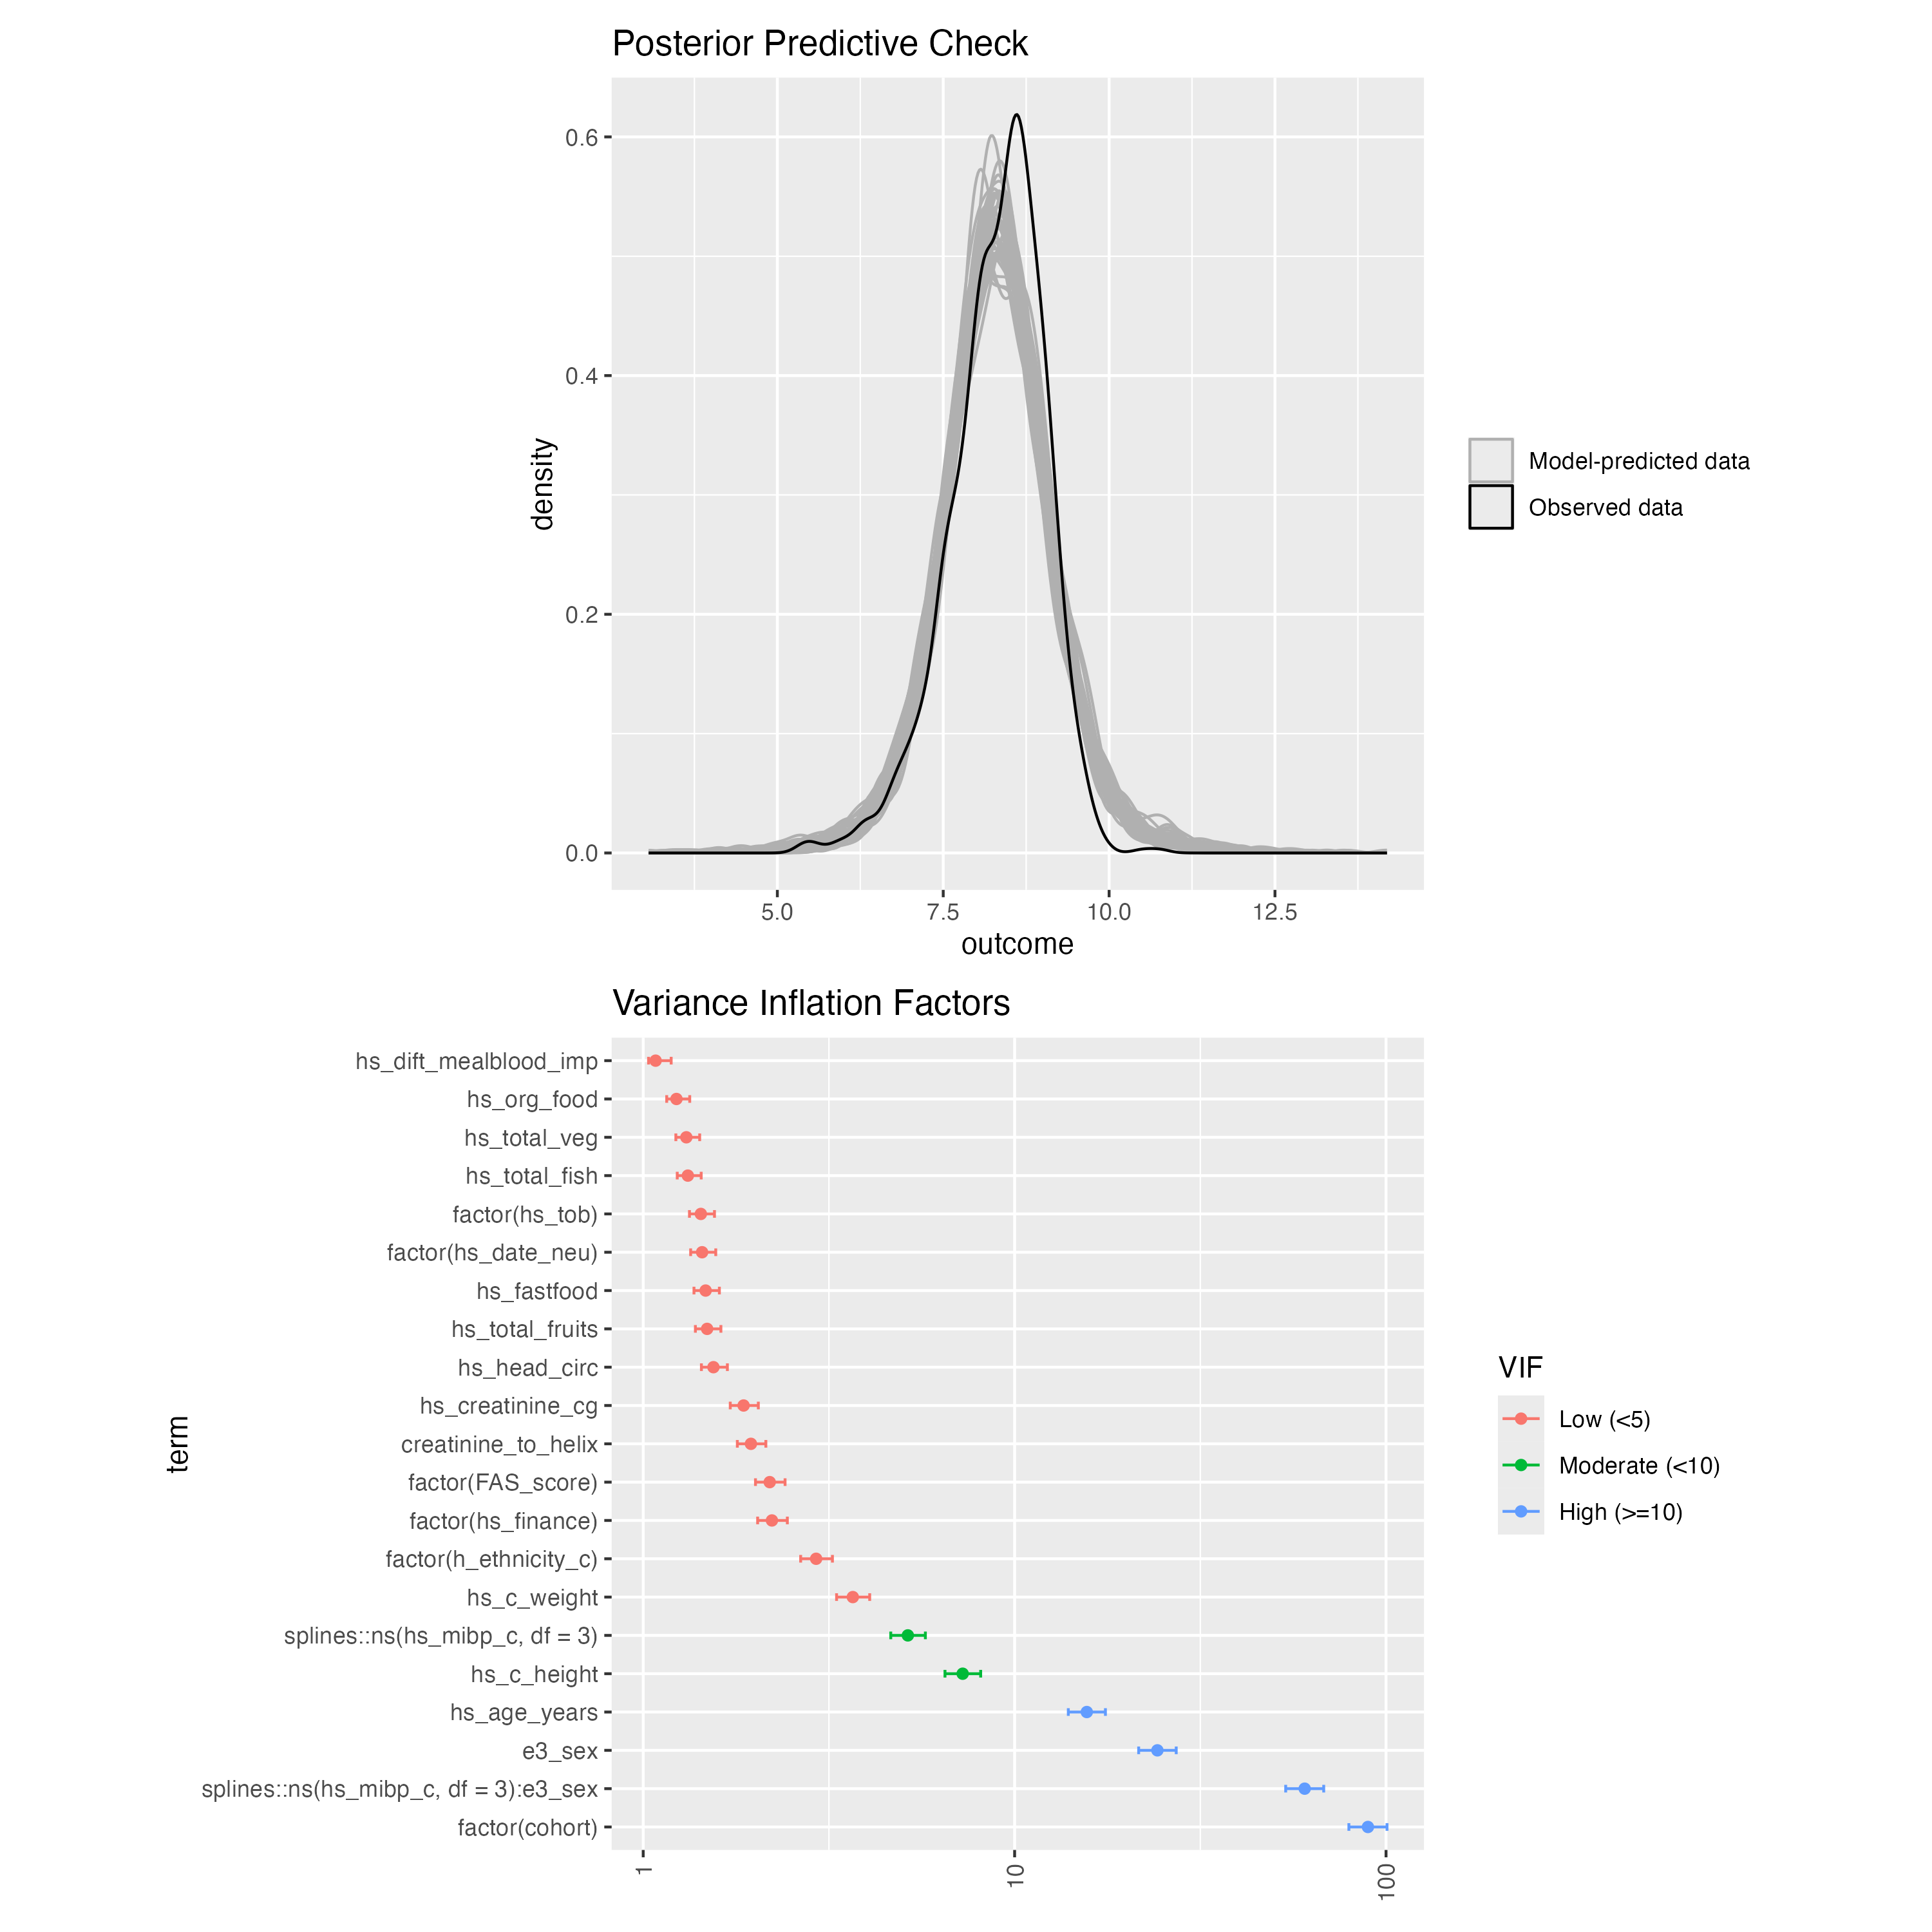 Posterior Predictive Check
0.6
0.4
0.2
0.0
density
5.0 7.5 10.0 12.5
outcome
Model-predicted data
Observed data
Variance Inflation Factors
hs_dift_mealblood_imp
hs_org_food
hs_total_veg
hs_total_fish
factor(hs_tob)
factor(hs_date_neu)
hs_fastfood
hs_total_fruits
hs_head_circ
hs_creatinine_cg
creatinine_to_helix
factor(FAS_score)
factor(hs_finance)
factor(h_ethnicity_c)
hs_c_weight
splines::ns(hs_mibp_c, df = 3)
hs_c_height
hs_age_years
e3_sex
splines::ns(hs_mibp_c, df = 3):e3_sex
factor(cohort)
term
1 10 100
VIF
Low (<5)
Moderate (<10)
High (>=10)